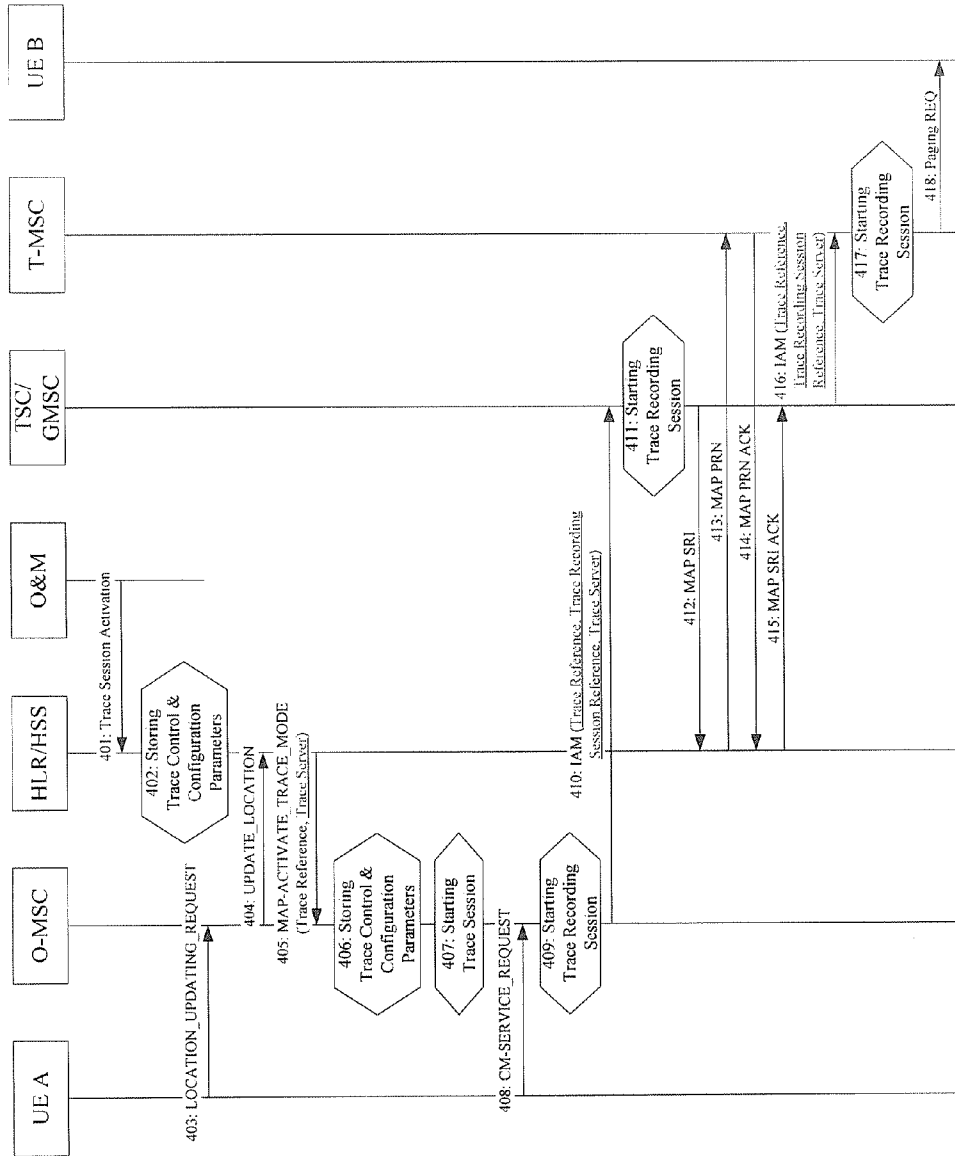 UE A
O-MSC
HLR/HSS
O&M
TSC/
GMSC
T-MSC
UE B
401: Trace Session Activation
402: Storing
Trace Control &
Configuration
Parameters
403: LOCATION_UPDATING_REQUEST
404: UPDATE_LOCATION
405: MAP-ACTIVATE_TRACE_MODE
(Trace Reference, Trace Server)
406: Storing
Trace Control &
Configuration
Parameters
407: Starting
Trace Session
408: CM-SERVICE_REQUEST
409: Starting
Trace Recording
Session
410: IAM (Trace Reference, Trace Recording
Session Reference, Trace Server)
411: Starting
Trace Recording
Session
412: MAP SRI
413: MAP PRN
414: MAP PRN ACK
415: MAP SRI ACK
416: IAM (Trace Reference,
Trace Recording Session
Reference, Trace Server)
417: Starting
Trace Recording
Session
418: Paging REQ